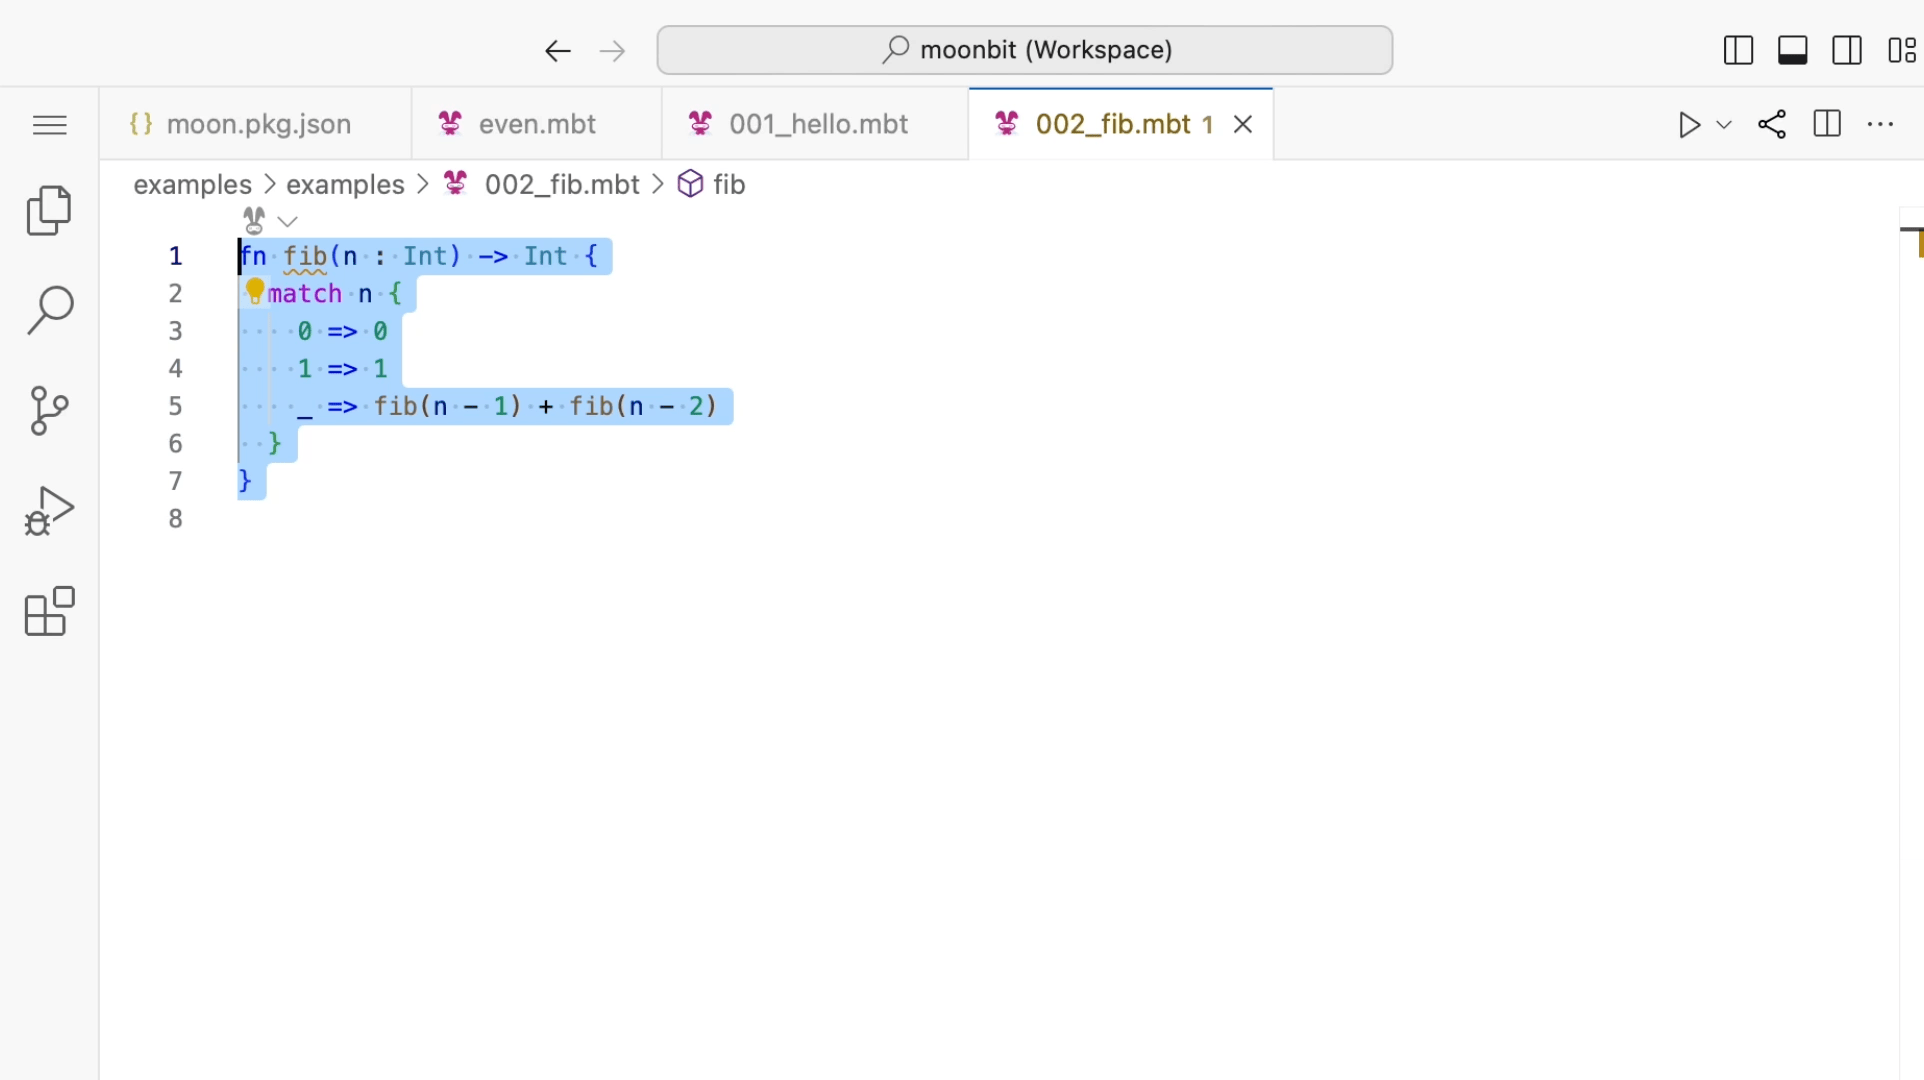 moonbit (Workspace)
moon.pkg.json
even.mbt
001_hello.mbt
002_fib.mbt 1
examples > examples > 002_fib.mbt > fib
1 fn fib(n : Int) -> Int {
2   match n {
3     0 => 0
4     1 => 1
5     _ => fib(n - 1) + fib(n - 2)
6   }
7 }
8